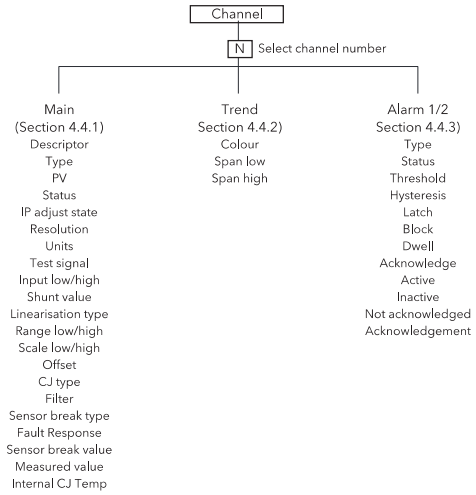 Channel
N Select channel number
Main
(Section 4.4.1)
Descriptor
Type
PV
Status
IP adjust state
Resolution
Units
Test signal
Input low/high
Shunt value
Linearisation type
Range low/high
Scale low/high
Offset
CJ type
Filter
Sensor break type
Fault Response
Sensor break value
Measured value
Internal CJ Temp
Trend
Section 4.4.2)
Colour
Span low
Span high
Alarm 1/2
Section 4.4.3)
Type
Status
Threshold
Hysteresis
Latch
Block
Dwell
Acknowledge
Active
Inactive
Not acknowledged
Acknowledgement